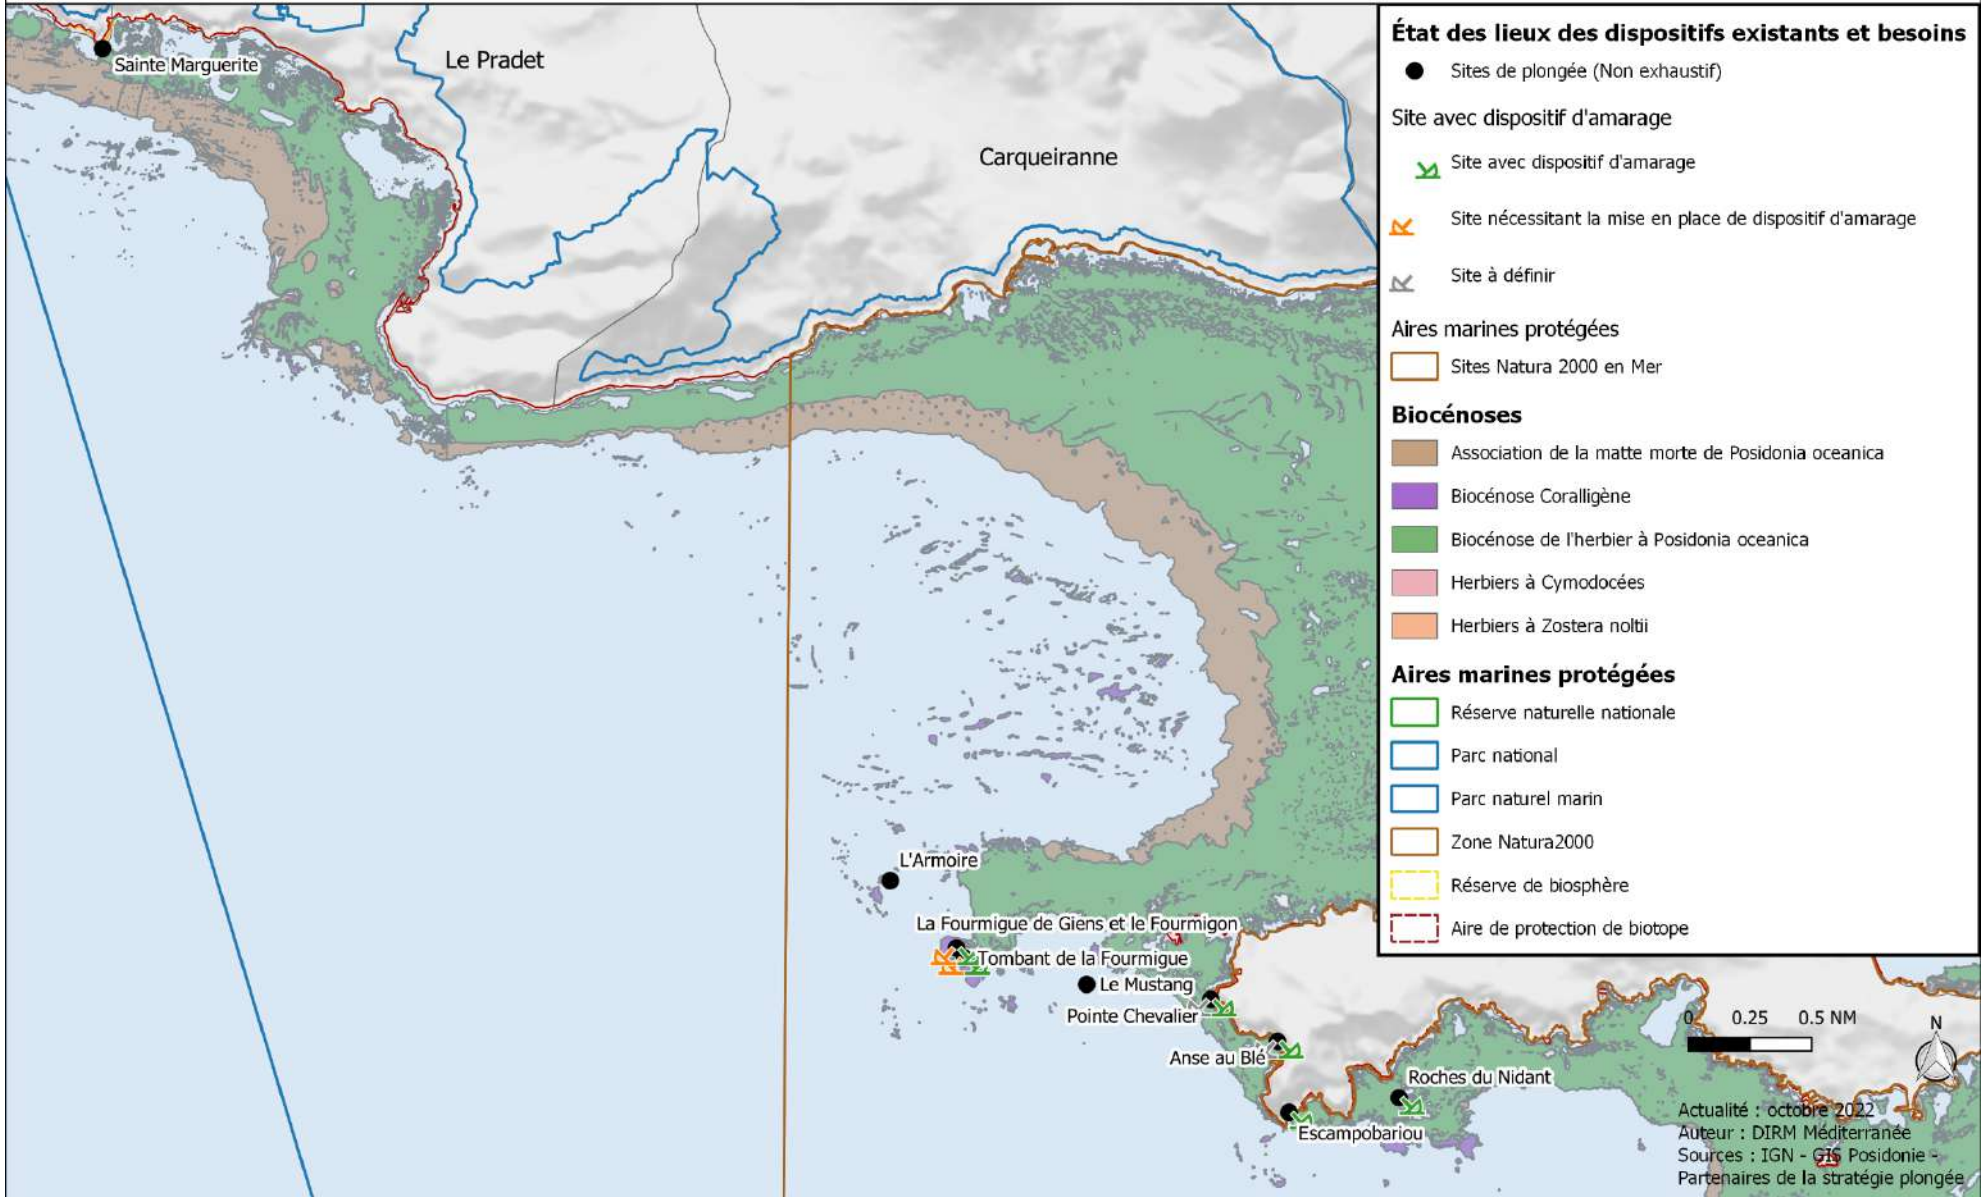 Sainte Marguerite
Le Pradet
Carqueiranne
L'Armoire
La Fourmigue de Giens et le Fourmigon
Tombant de la Fourmigue
Le Mustang
Pointe Chevalier
Anse au Blé
Roches du Nidant
Escampobariou
État des lieux des dispositifs existants et besoins
Sites de plongée (Non exhaustif)
Site avec dispositif d'amarage
Site avec dispositif d'amarage
Site nécessitant la mise en place de dispositif d'amarage
Site à définir
Aires marines protégées
Sites Natura 2000 en Mer
Biocénoses
Association de la matte morte de Posidonia oceanica
Biocénose Coralligène
Biocénose de l'herbier à Posidonia oceanica
Herbiers à Cymodocées
Herbiers à Zostera noltii
Aires marines protégées
Réserve naturelle nationale
Parc national
Parc naturel marin
Zone Natura2000
Réserve de biosphère
Aire de protection de biotope
0 0.25 0.5 NM
N
Actualité : octobre 2022
Auteur : DIRM Méditerranée
Sources : IGN - GIS Posidonie -
Partenaires de la stratégie plongée